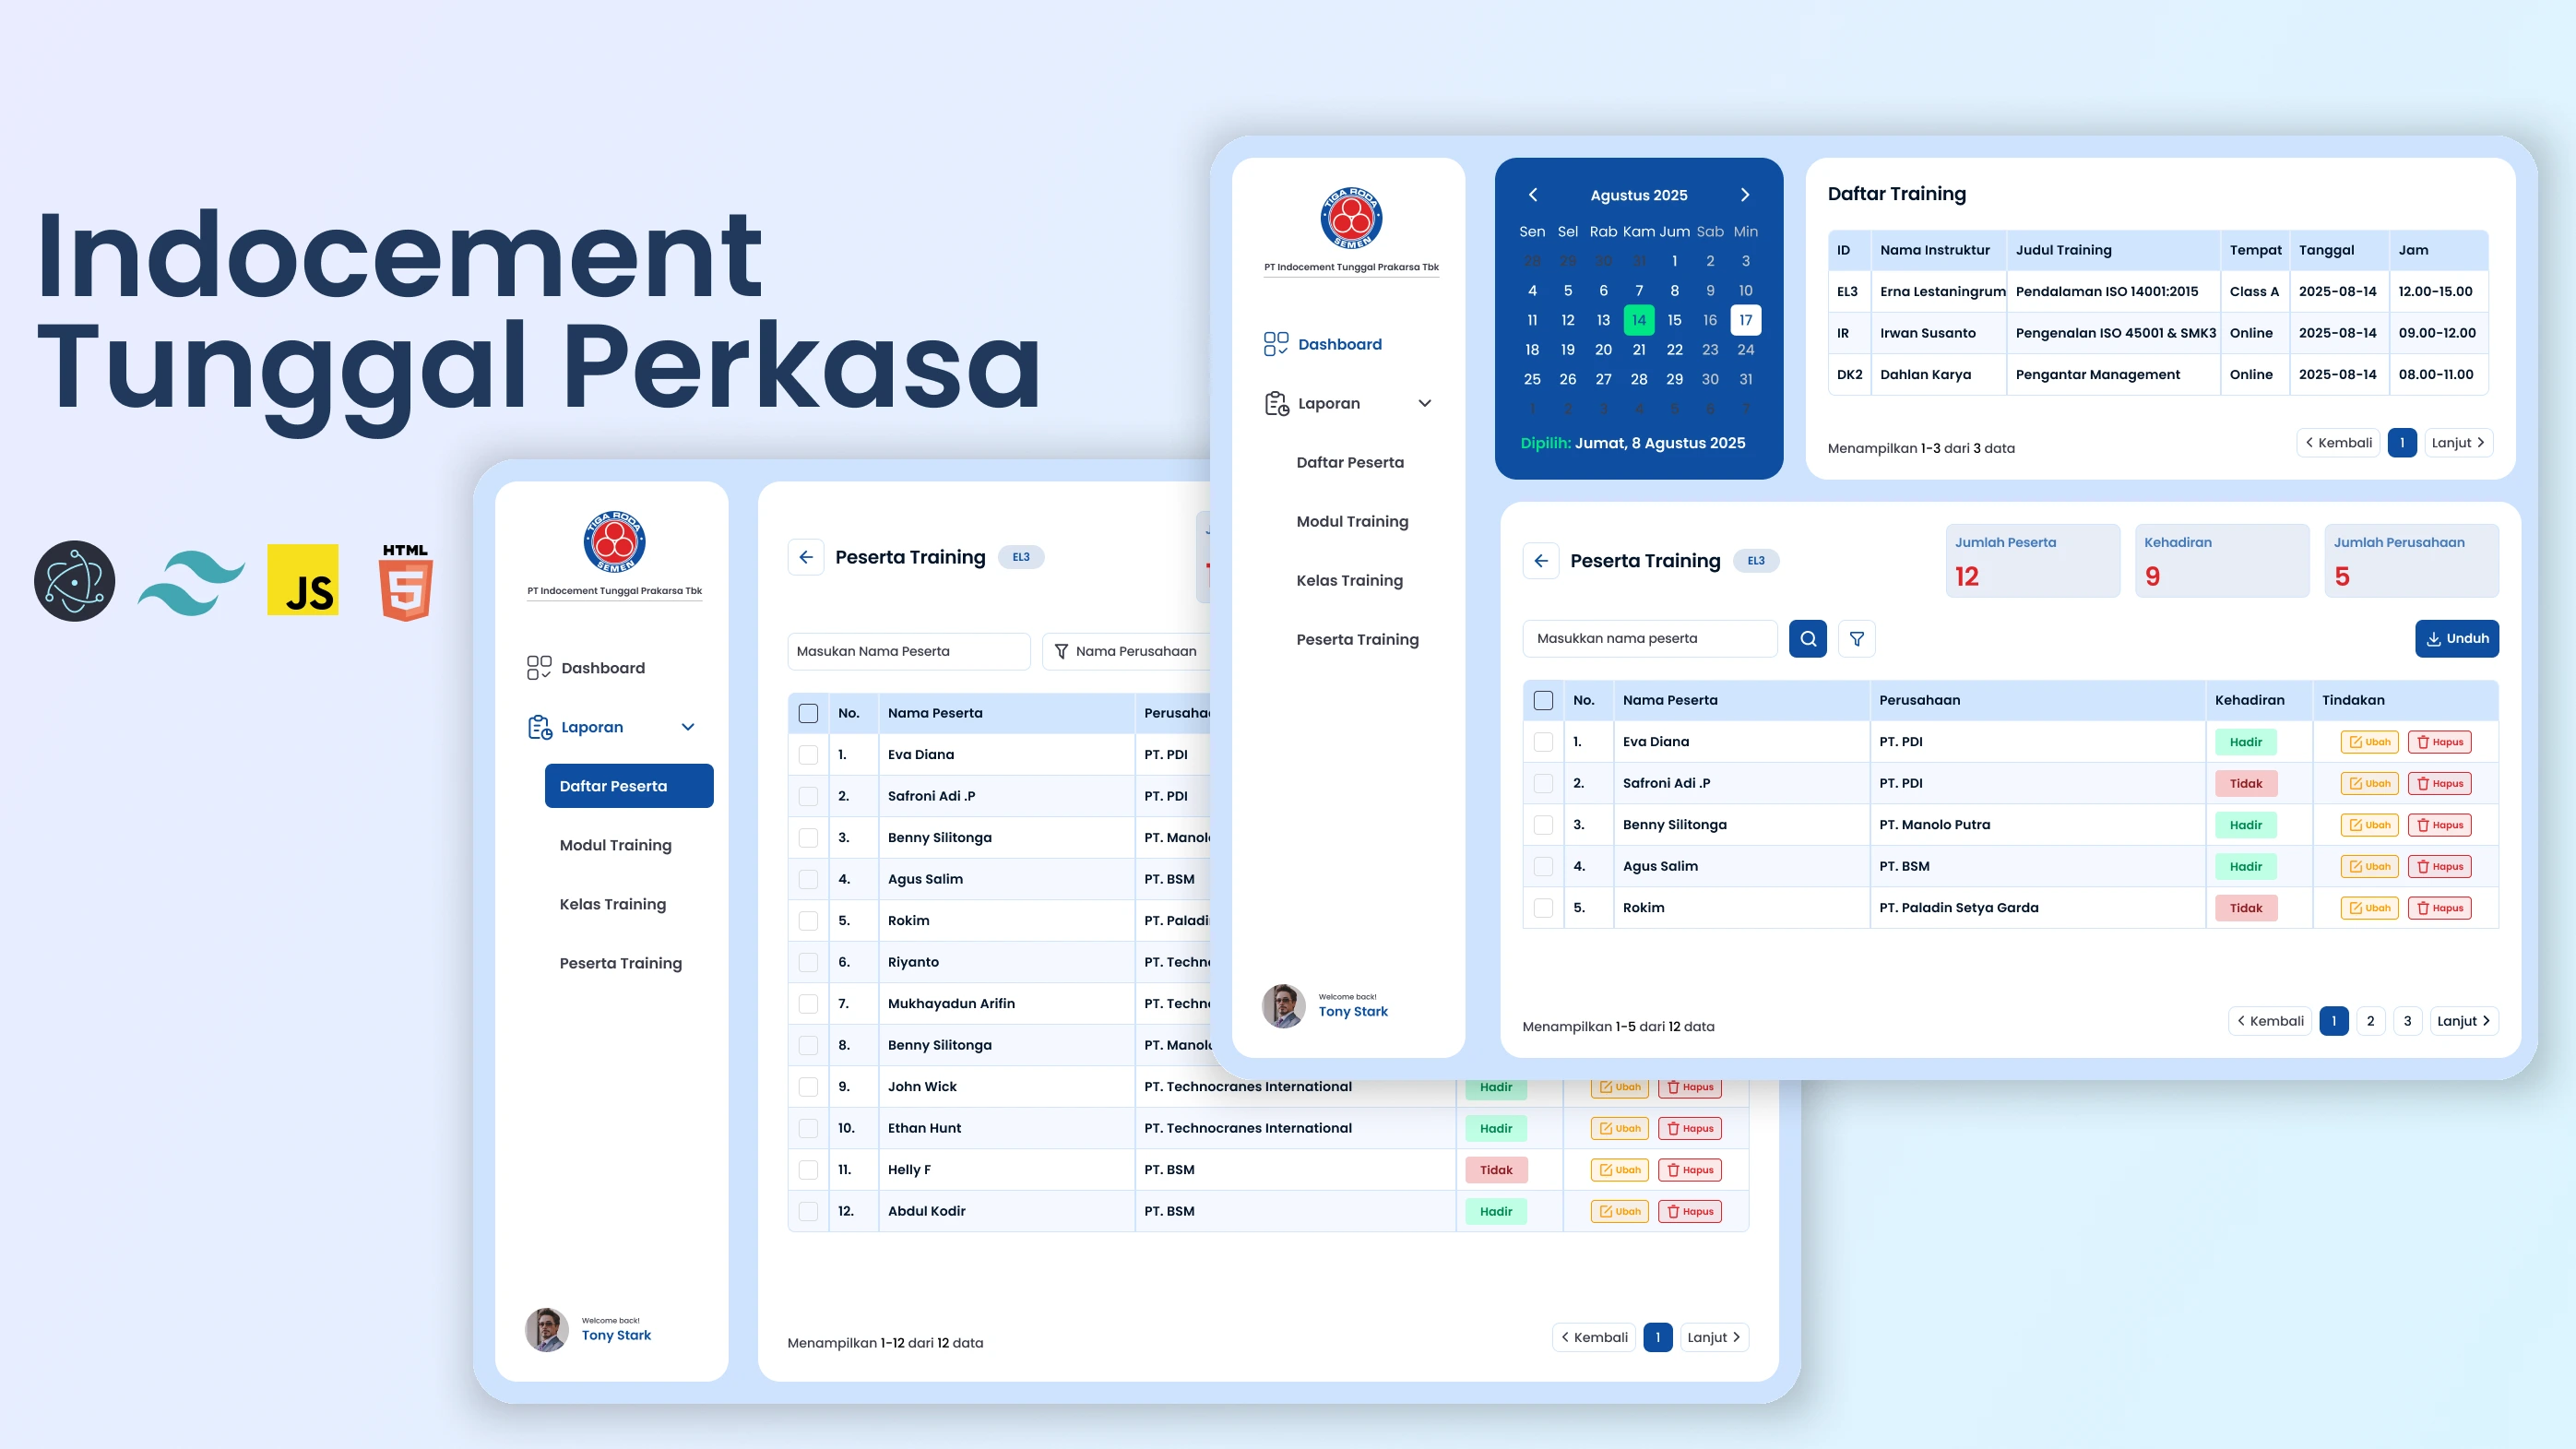 Indocement
Tunggal Perkasa
JS
HTML
5
TIGA RODA
SEMEN
PT Indocement Tunggal Prakarsa Tbk
Dashboard
Laporan
Daftar Peserta
Modul Training
Kelas Training
Peserta Training
Welcome back!
Tony Stark
Peserta Training EL3
Masukan Nama Peserta Nama Perusahaan
No. Nama Peserta
1. Eva Diana PT. PDI
2. Safroni Adi .P PT. PDI
3. Benny Silitonga PT.
4. Agus Salim PT. BSM
5. Rokim PT.
6. Riyanto PT.
7. Mukhayadun Arifin PT.
8. Benny Silitonga PT.
9. John Wick PT. Technocranes International Hadir Ubah Hapus
10. Ethan Hunt PT. Technocranes International Hadir Ubah Hapus
11. Helly F PT. BSM Tidak Ubah Hapus
12. Abdul Kodir PT. BSM Hadir Ubah Hapus
Menampilkan 1-12 dari 12 data
Kembali 1 Lanjut
TIGA RODA
SEMEN
PT Indocement Tunggal Prakarsa Tbk
Dashboard
Laporan
Daftar Peserta
Modul Training
Kelas Training
Peserta Training
Welcome back!
Tony Stark
Agustus 2025
Sen Sel Rab Kam Jum Sab Min
28 29 30 31 1 2 3
4 5 6 7 8 9 10
11 12 13 14 15 16 17
18 19 20 21 22 23 24
25 26 27 28 29 30 31
1 2 3 4 5 6 7
Dipilih: Jumat, 8 Agustus 2025
Daftar Training
ID Nama Instruktur Judul Training Tempat Tanggal Jam
EL3 Erna Lestaningrum Pendalaman ISO 14001:2015 Class A 2025-08-14 12.00-15.00
IR Irwan Susanto Pengenalan ISO 45001 & SMK3 Online 2025-08-14 09.00-12.00
DK2 Dahlan Karya Pengantar Management Online 2025-08-14 08.00-11.00
Menampilkan 1-3 dari 3 data
Kembali 1 Lanjut
Peserta Training EL3
Jumlah Peserta
12
Kehadiran
9
Jumlah Perusahaan
5
Masukkan nama peserta
Unduh
No. Nama Peserta Perusahaan Kehadiran Tindakan
1. Eva Diana PT. PDI Hadir Ubah Hapus
2. Safroni Adi .P PT. PDI Tidak Ubah Hapus
3. Benny Silitonga PT. Manolo Putra Hadir Ubah Hapus
4. Agus Salim PT. BSM Hadir Ubah Hapus
5. Rokim PT. Paladin Setya Garda Tidak Ubah Hapus
Menampilkan 1-5 dari 12 data
Kembali 1 2 3 Lanjut